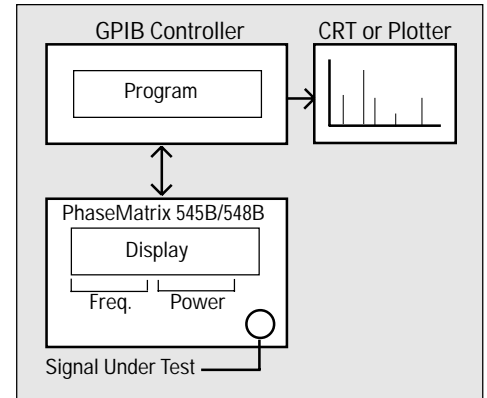 GPIB Controller
CRT or Plotter
Program
PhaseMatrix 545B/548B
Display
Freq.
Power
Signal Under Test